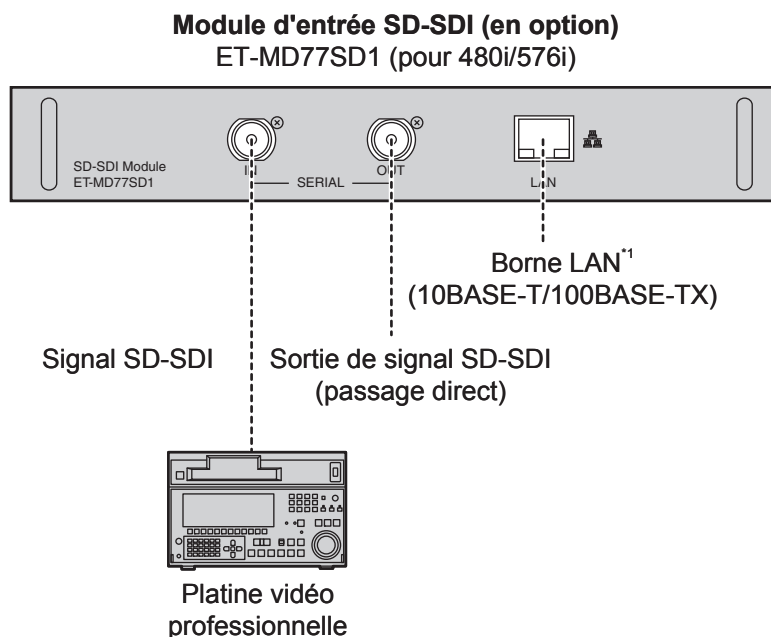 Module d'entrée SD-SDI (en option)
ET-MD77SD1 (pour 480i/576i)
SD-SDI Module
ET-MD77SD1
IN
SERIAL
OUT
LAN
Borne LAN*1
(10BASE-T/100BASE-TX)
Signal SD-SDI
Sortie de signal SD-SDI
(passage direct)
Platine vidéo
professionnelle